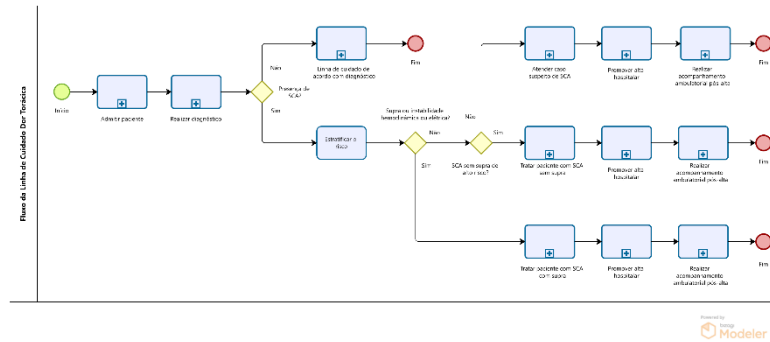 Fluxo da Linha de Cuidado Dor Torácica
Início
Admitir paciente
Realizar diagnóstico
Presença de
SCA?
Não
Sim
Linha de cuidado de
acordo com diagnóstico
Fim
Estratificar o
risco
Supra ou instabilidade
hemodinâmica ou elétrica?
Não
Sim
SCA sem supra de
alto risco?
Não
Sim
Atender caso
suspeito de SCA
Promover alta
hospitalar
Realizar
acompanhamento
ambulatorial pós-alta
Fim
Tratar paciente com SCA
sem supra
Promover alta
hospitalar
Realizar
acompanhamento
ambulatorial pós-alta
Fim
Tratar paciente com SCA
com supra
Promover alta
hospitalar
Realizar
acompanhamento
ambulatorial pós-alta
Fim
Powered by
bizagi
Modeler